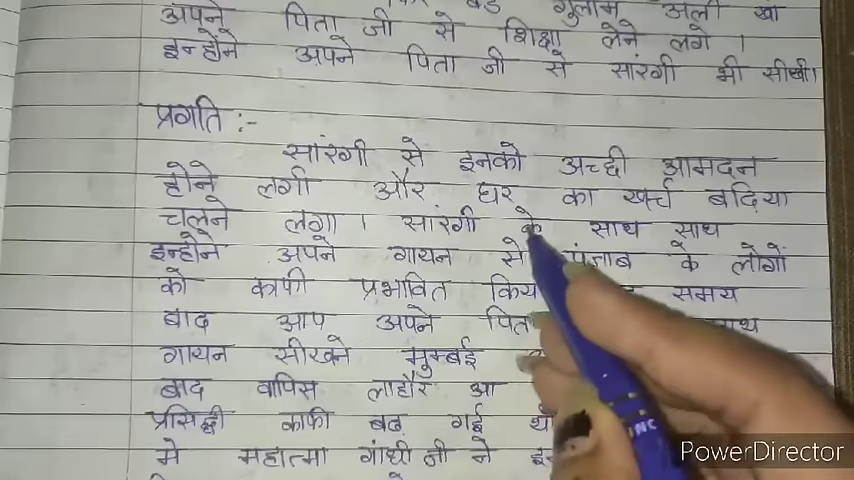 बड़े गुलाम अली खाँ
अपने पिता जी से शिक्षा लेने लगे ।
इन्होने अपने पिता जी से सारंगी भी सीखी।
प्रगति :-
सारंगी से इनको अच्छी आमदन
होने लगी और घर का खर्च बढिया
चलने लगा । सारंगी के साथ साथ
इन्होने अपने गायन से पंजाब के लोगों
को काफी प्रभावित समय
बाद आप अपने
गायन सीखने मुम्बई
बाद वापिस लाहौर आ
प्रसिद्धी काफी बढ़ गई
मे महात्मा गांधी जी ने
UNC
PowerDirector